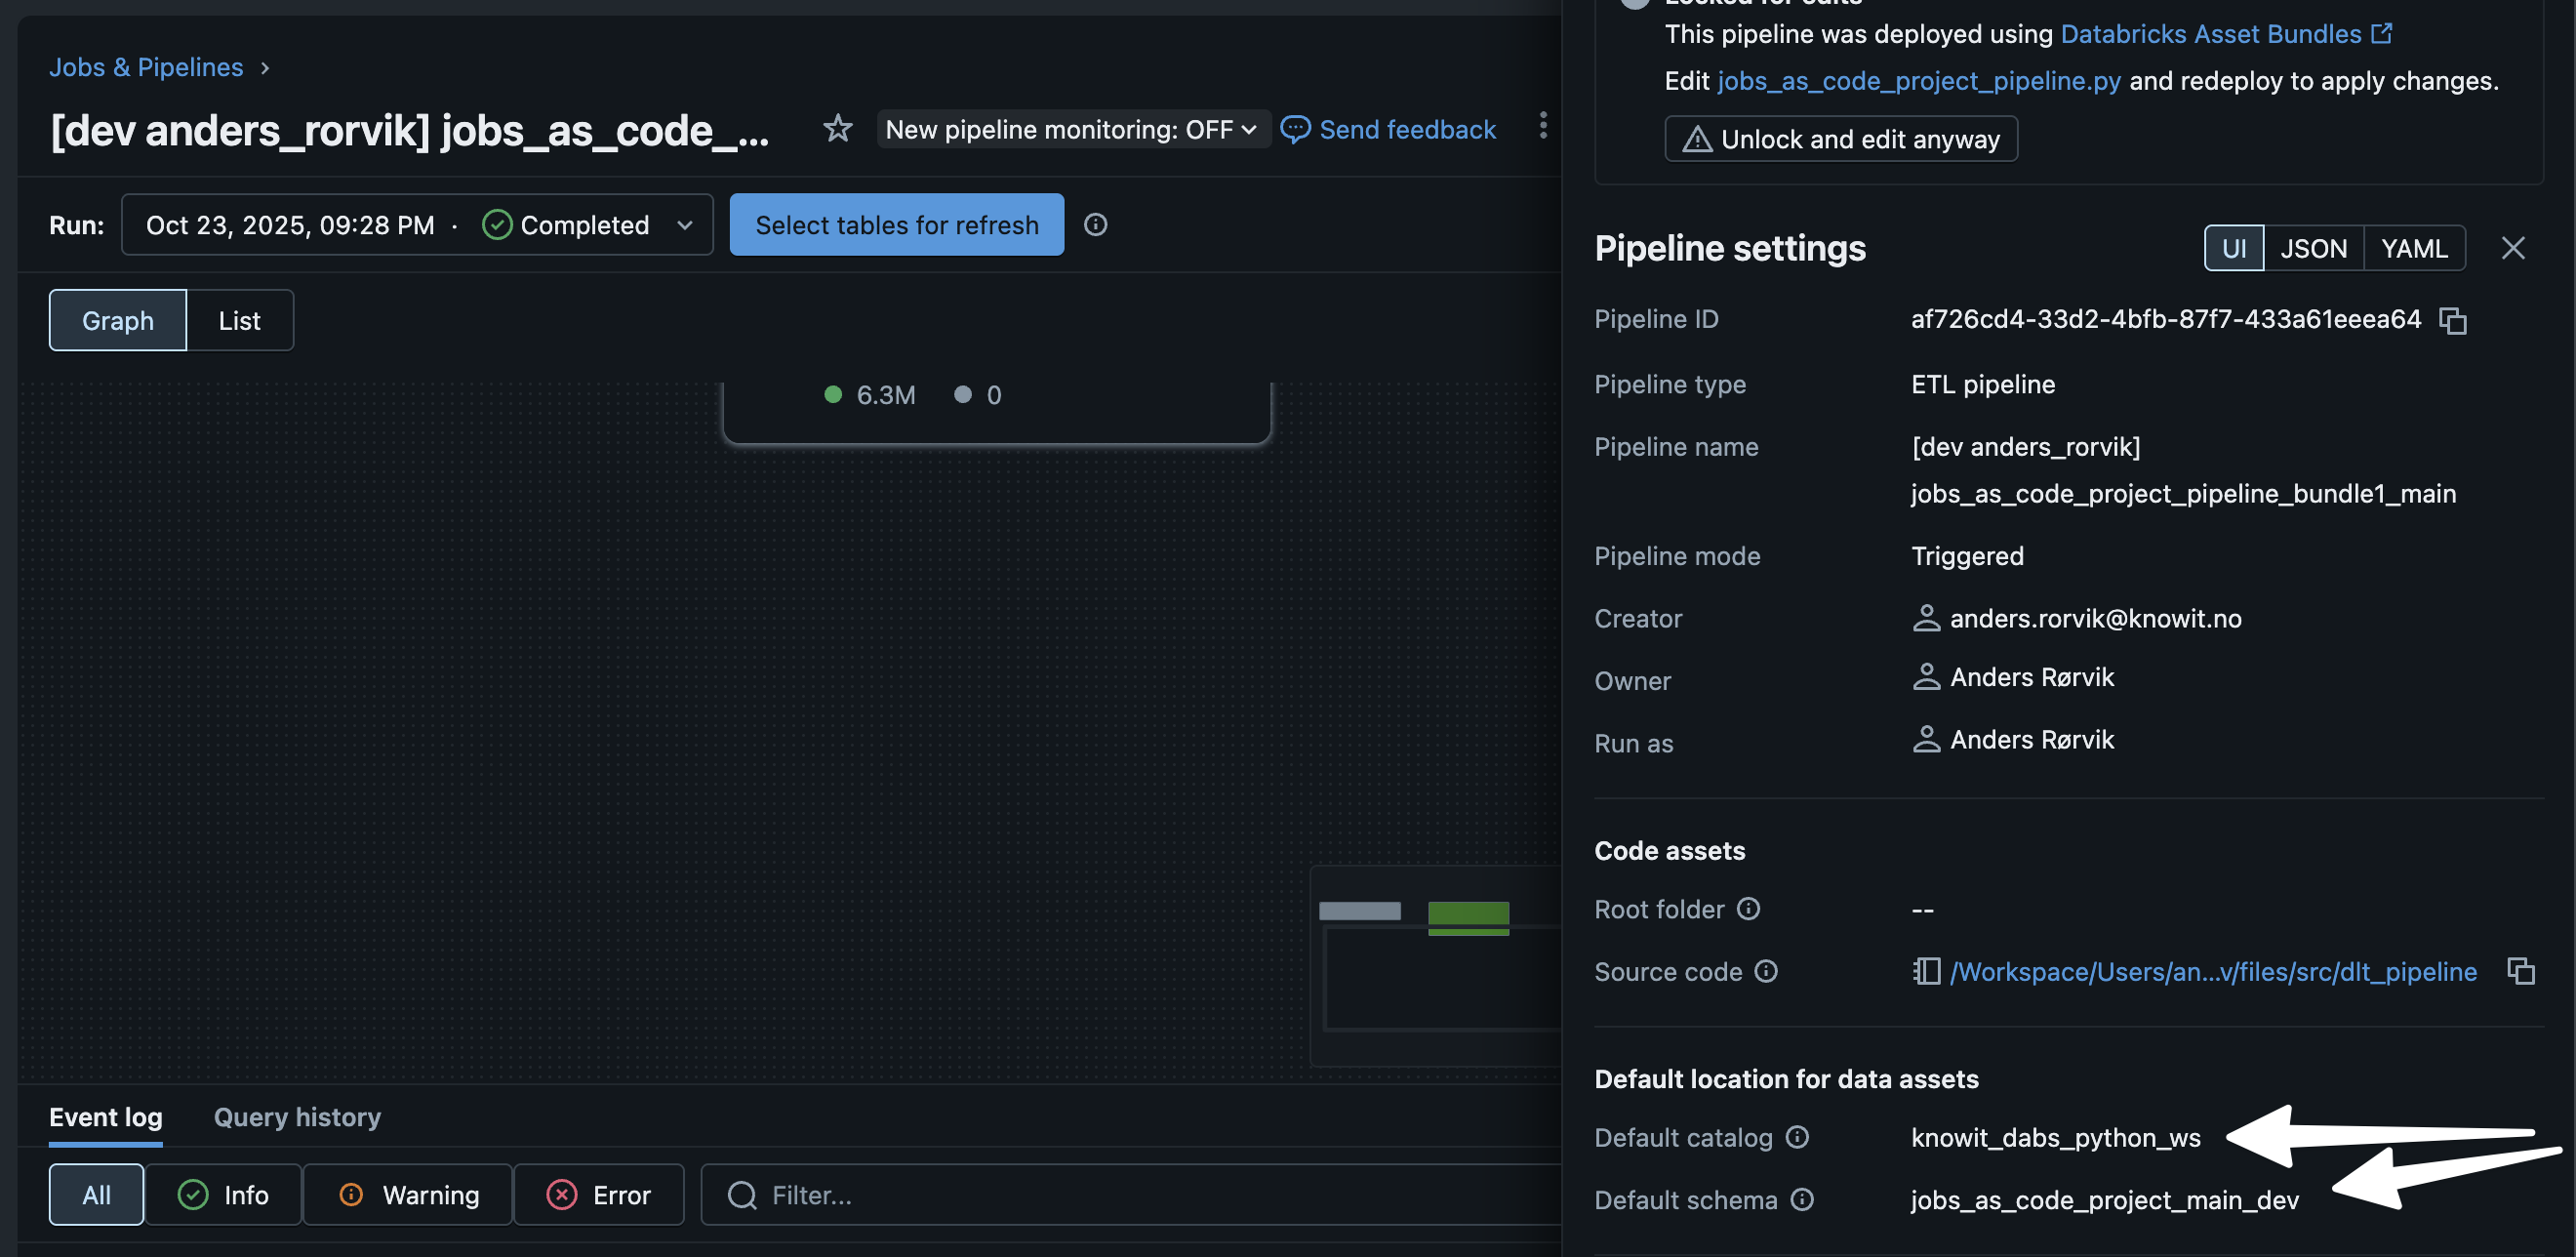 Jobs & Pipelines
[dev anders_rorvik] jobs_as_code_...
New pipeline monitoring: OFF
Send feedback
Run:
Oct 23, 2025, 09:28 PM · Completed
Select tables for refresh
Graph
List
6.3M
0
Event log
Query history
All
Info
Warning
Error
Filter...
Locked for edits
This pipeline was deployed using Databricks Asset Bundles
Edit jobs_as_code_project_pipeline.py and redeploy to apply changes.
Unlock and edit anyway
Pipeline settings
UI
JSON
YAML
Pipeline ID
af726cd4-33d2-4bfb-87f7-433a61eeea64
Pipeline type
ETL pipeline
Pipeline name
[dev anders_rorvik]
jobs_as_code_project_pipeline_bundle1_main
Pipeline mode
Triggered
Creator
anders.rorvik@knowit.no
Owner
Anders Rørvik
Run as
Anders Rørvik
Code assets
Root folder
--
Source code
/Workspace/Users/an...v/files/src/dlt_pipeline
Default location for data assets
Default catalog
knowit_dabs_python_ws
Default schema
jobs_as_code_project_main_dev